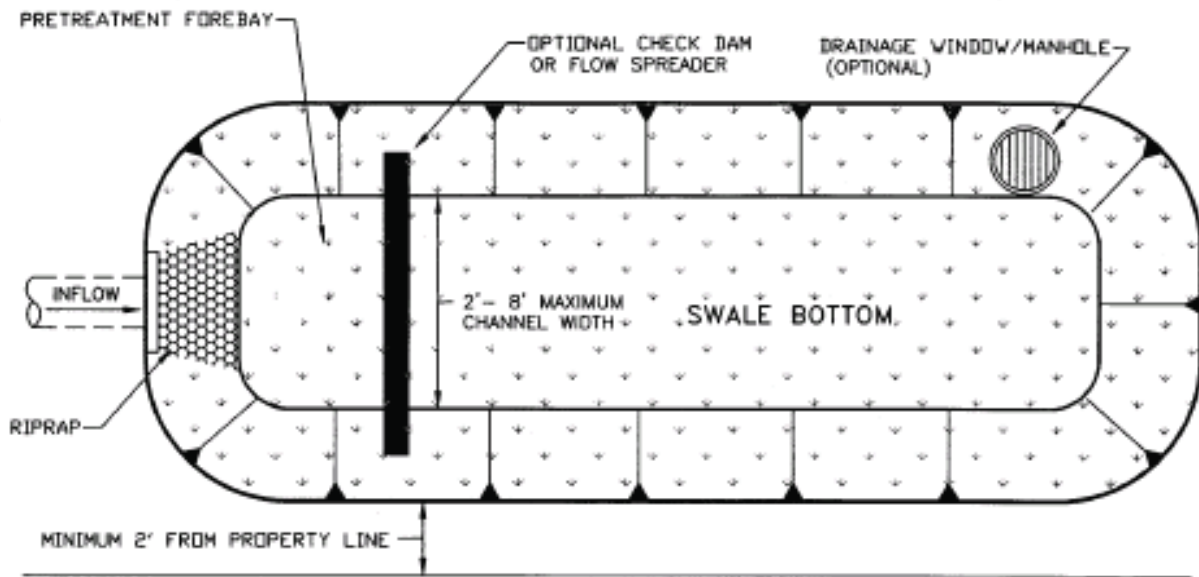 PRETREATMENT FOREBAY
OPTIONAL CHECK DAM
OR FLOW SPREADER
DRAINAGE WINDOW/MANHOLE
(OPTIONAL)
INFLOW
2'- 8' MAXIMUM
CHANNEL WIDTH
SWALE BOTTOM
RIPRAP
MINIMUM 2' FROM PROPERTY LINE